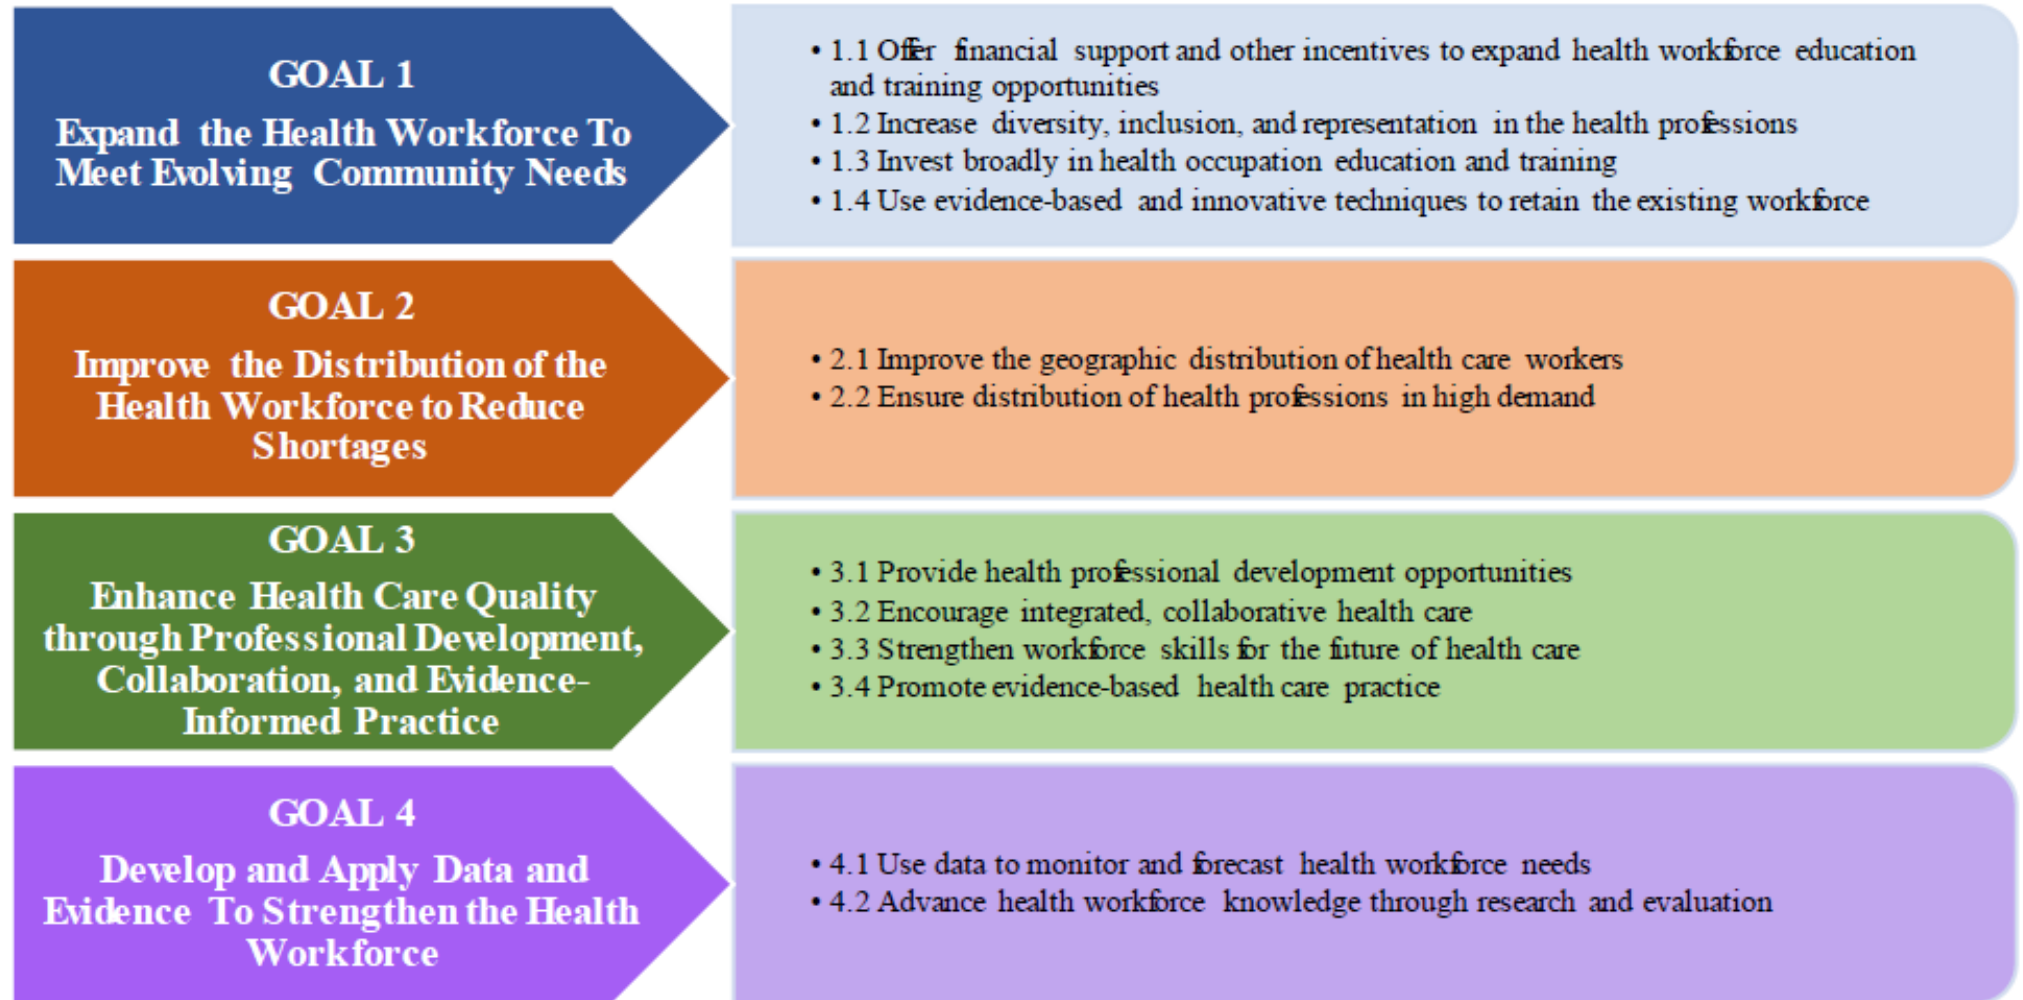 GOAL 1
Expand the Health Workforce To
Meet Evolving Community Needs
• 1.1 Offer financial support and other incentives to expand health workforce education
and training opportunities
• 1.2 Increase diversity, inclusion, and representation in the health professions
• 1.3 Invest broadly in health occupation education and training
• 1.4 Use evidence-based and innovative techniques to retain the existing workforce
GOAL 2
Improve the Distribution of the
Health Workforce to Reduce
Shortages
• 2.1 Improve the geographic distribution of health care workers
• 2.2 Ensure distribution of health professions in high demand
GOAL 3
Enhance Health Care Quality
through Professional Development,
Collaboration, and Evidence-
Informed Practice
• 3.1 Provide health professional development opportunities
• 3.2 Encourage integrated, collaborative health care
• 3.3 Strengthen workforce skills for the future of health care
• 3.4 Promote evidence-based health care practice
GOAL 4
Develop and Apply Data and
Evidence To Strengthen the Health
Workforce
• 4.1 Use data to monitor and forecast health workforce needs
• 4.2 Advance health workforce knowledge through research and evaluation